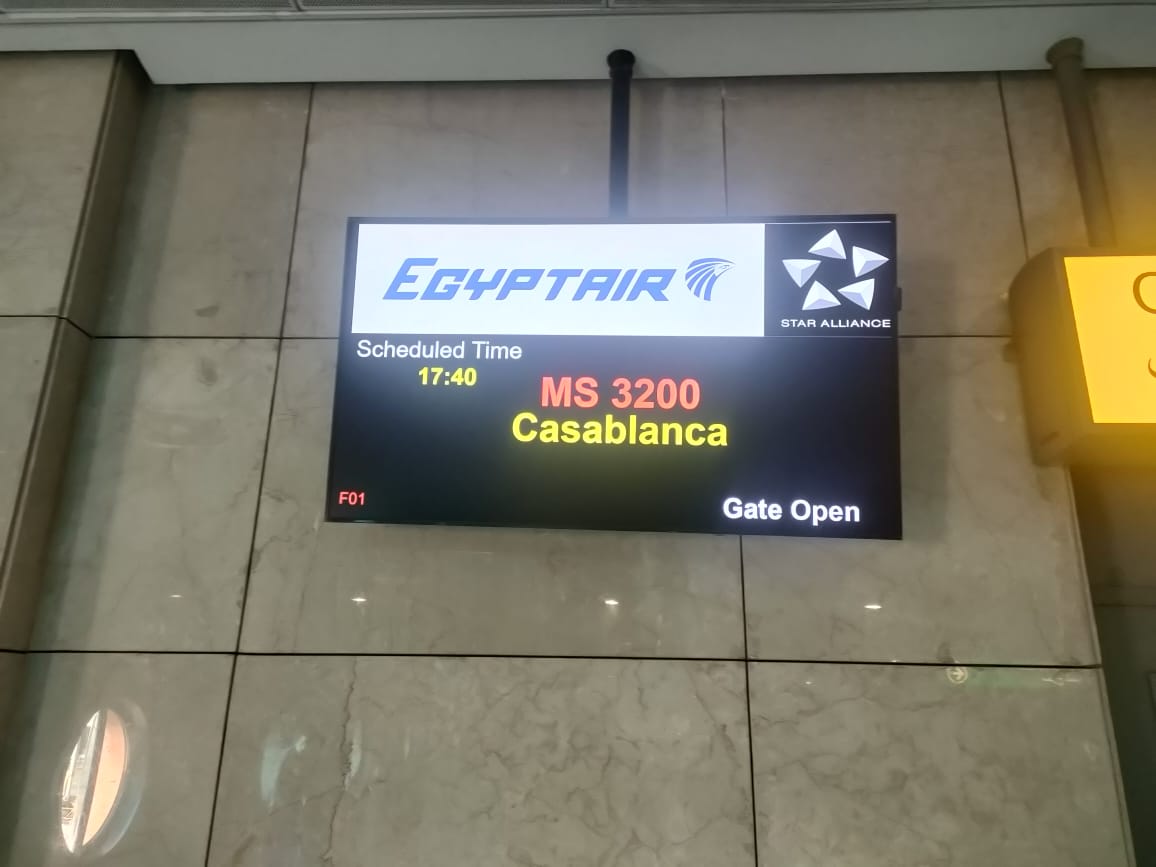 EGYPTAIR
STAR ALLIANCE
Scheduled Time
17:40
MS 3200
Casablanca
F01
Gate Open